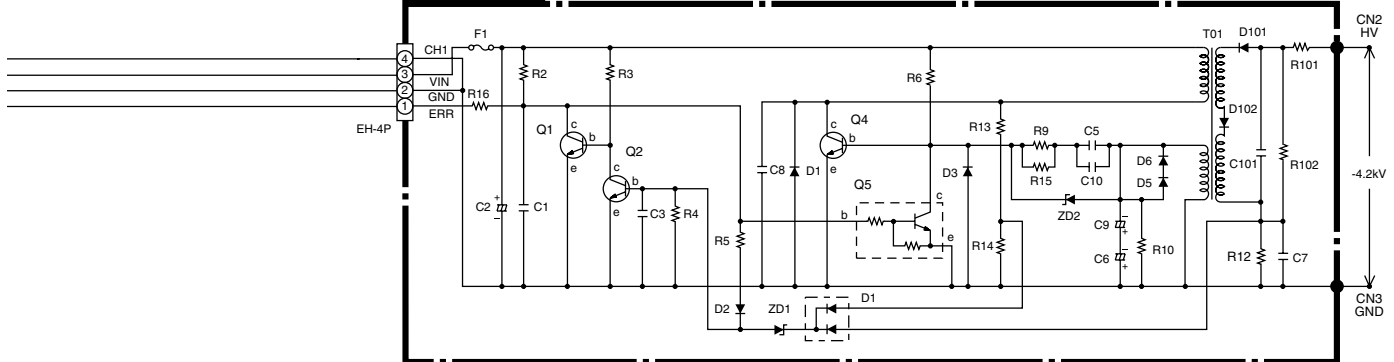 CN2
HV
F1
T01
D101
4
CH1
3
VIN
2
GND
1
ERR
EH-4P
R16
R2
R3
R6
R101
Q1
c
b
e
Q2
c
b
e
Q4
c
b
e
R13
R9
C5
R15
C10
D6
D5
D102
C101
R102
-4.2kV
C8
D1
Q5
c
b
e
D3
ZD2
C2
+
–
C1
C3
R4
R5
R14
C9
–
+
C6
–
+
R10
R12
C7
D2
ZD1
D1
CN3
GND